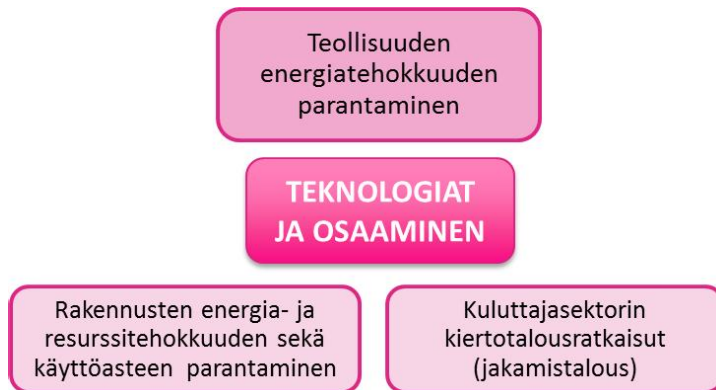 Teollisuuden
energiatehokkuuden
parantaminen
TEKNOLOGIAT
JA OSAAMINEN
Rakennusten energia- ja
resurssitehokkuuden sekä
käyttöasteen parantaminen
Kuluttajasektorin
kiertotalousratkaisut
(jakamistalous)